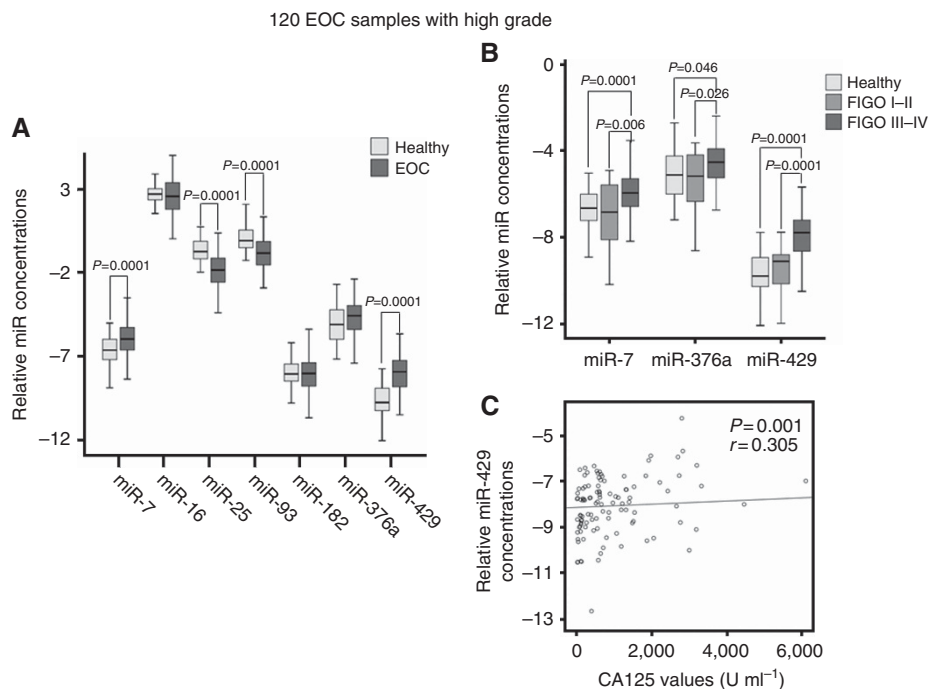 120 EOC samples with high grade
A
Healthy
EOC
Relative miR concentrations
3
−2
−7
−12
P=0.0001
P=0.0001
P=0.0001
P=0.0001
miR-7
miR-16
miR-25
miR-93
miR-182
miR-376a
miR-429
B
Healthy
FIGO I–II
FIGO III–IV
Relative miR concentrations
0
−4
−8
−12
P=0.0001
P=0.006
P=0.046
P=0.026
P=0.0001
P=0.0001
miR-7
miR-376a
miR-429
C
P=0.001
r=0.305
Relative miR-429
concentrations
−5
−7
−9
−11
−13
0
2,000
4,000
6,000
CA125 values (U ml⁻¹)